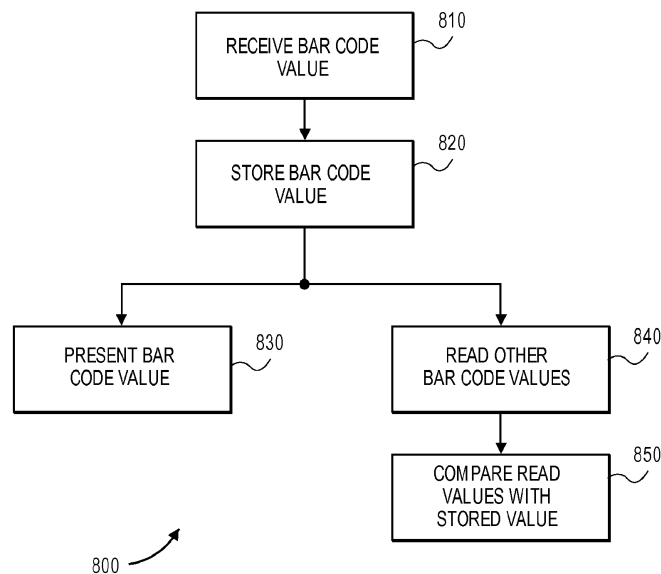 RECEIVE BAR CODE
VALUE
810
STORE BAR CODE
VALUE
820
PRESENT BAR
CODE VALUE
830
READ OTHER
BAR CODE VALUES
840
COMPARE READ
VALUES WITH
STORED VALUE
850
800